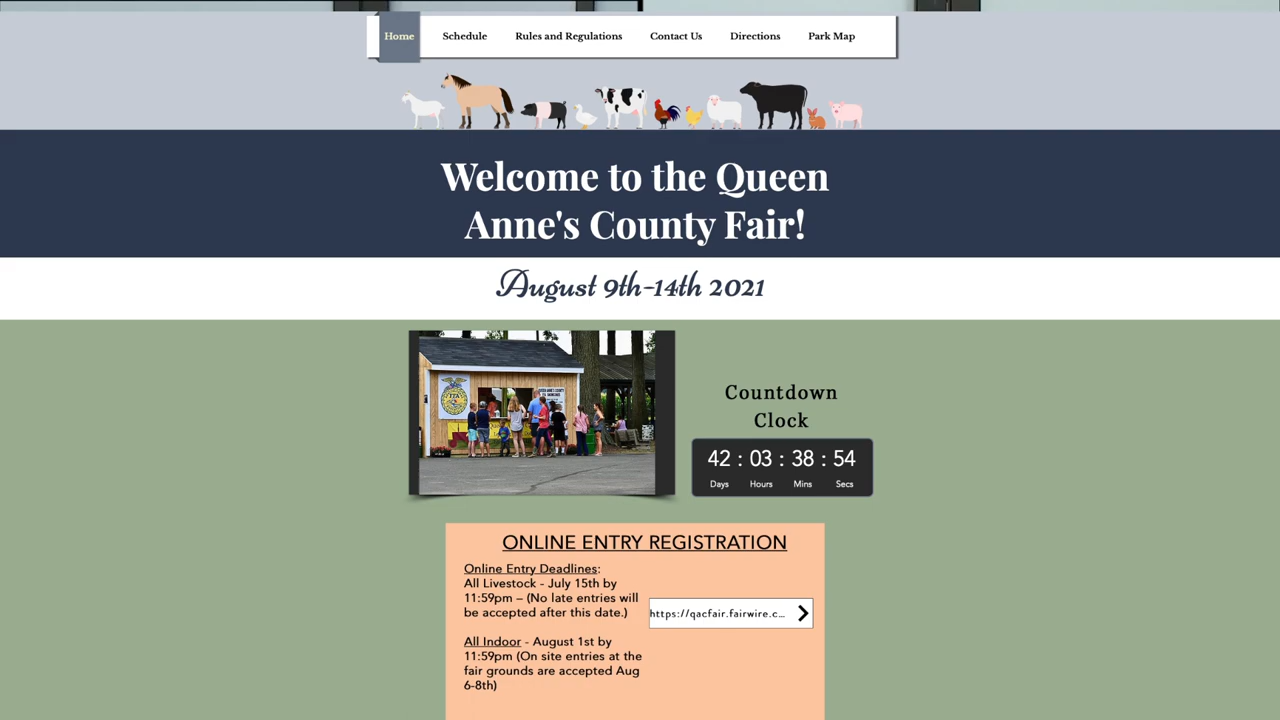 Home
Schedule
Rules and Regulations
Contact Us
Directions
Park Map
Welcome to the Queen
Anne's County Fair!
August 9th-14th 2021
Countdown
Clock
42 : 03 : 38 : 54
Days Hours Mins Secs
ONLINE ENTRY REGISTRATION
Online Entry Deadlines:
All Livestock - July 15th by
11:59pm – (No late entries will
be accepted after this date.)
https://qacfair.fairwire.c...
All Indoor - August 1st by
11:59pm (On site entries at the
fair grounds are accepted Aug
6-8th)